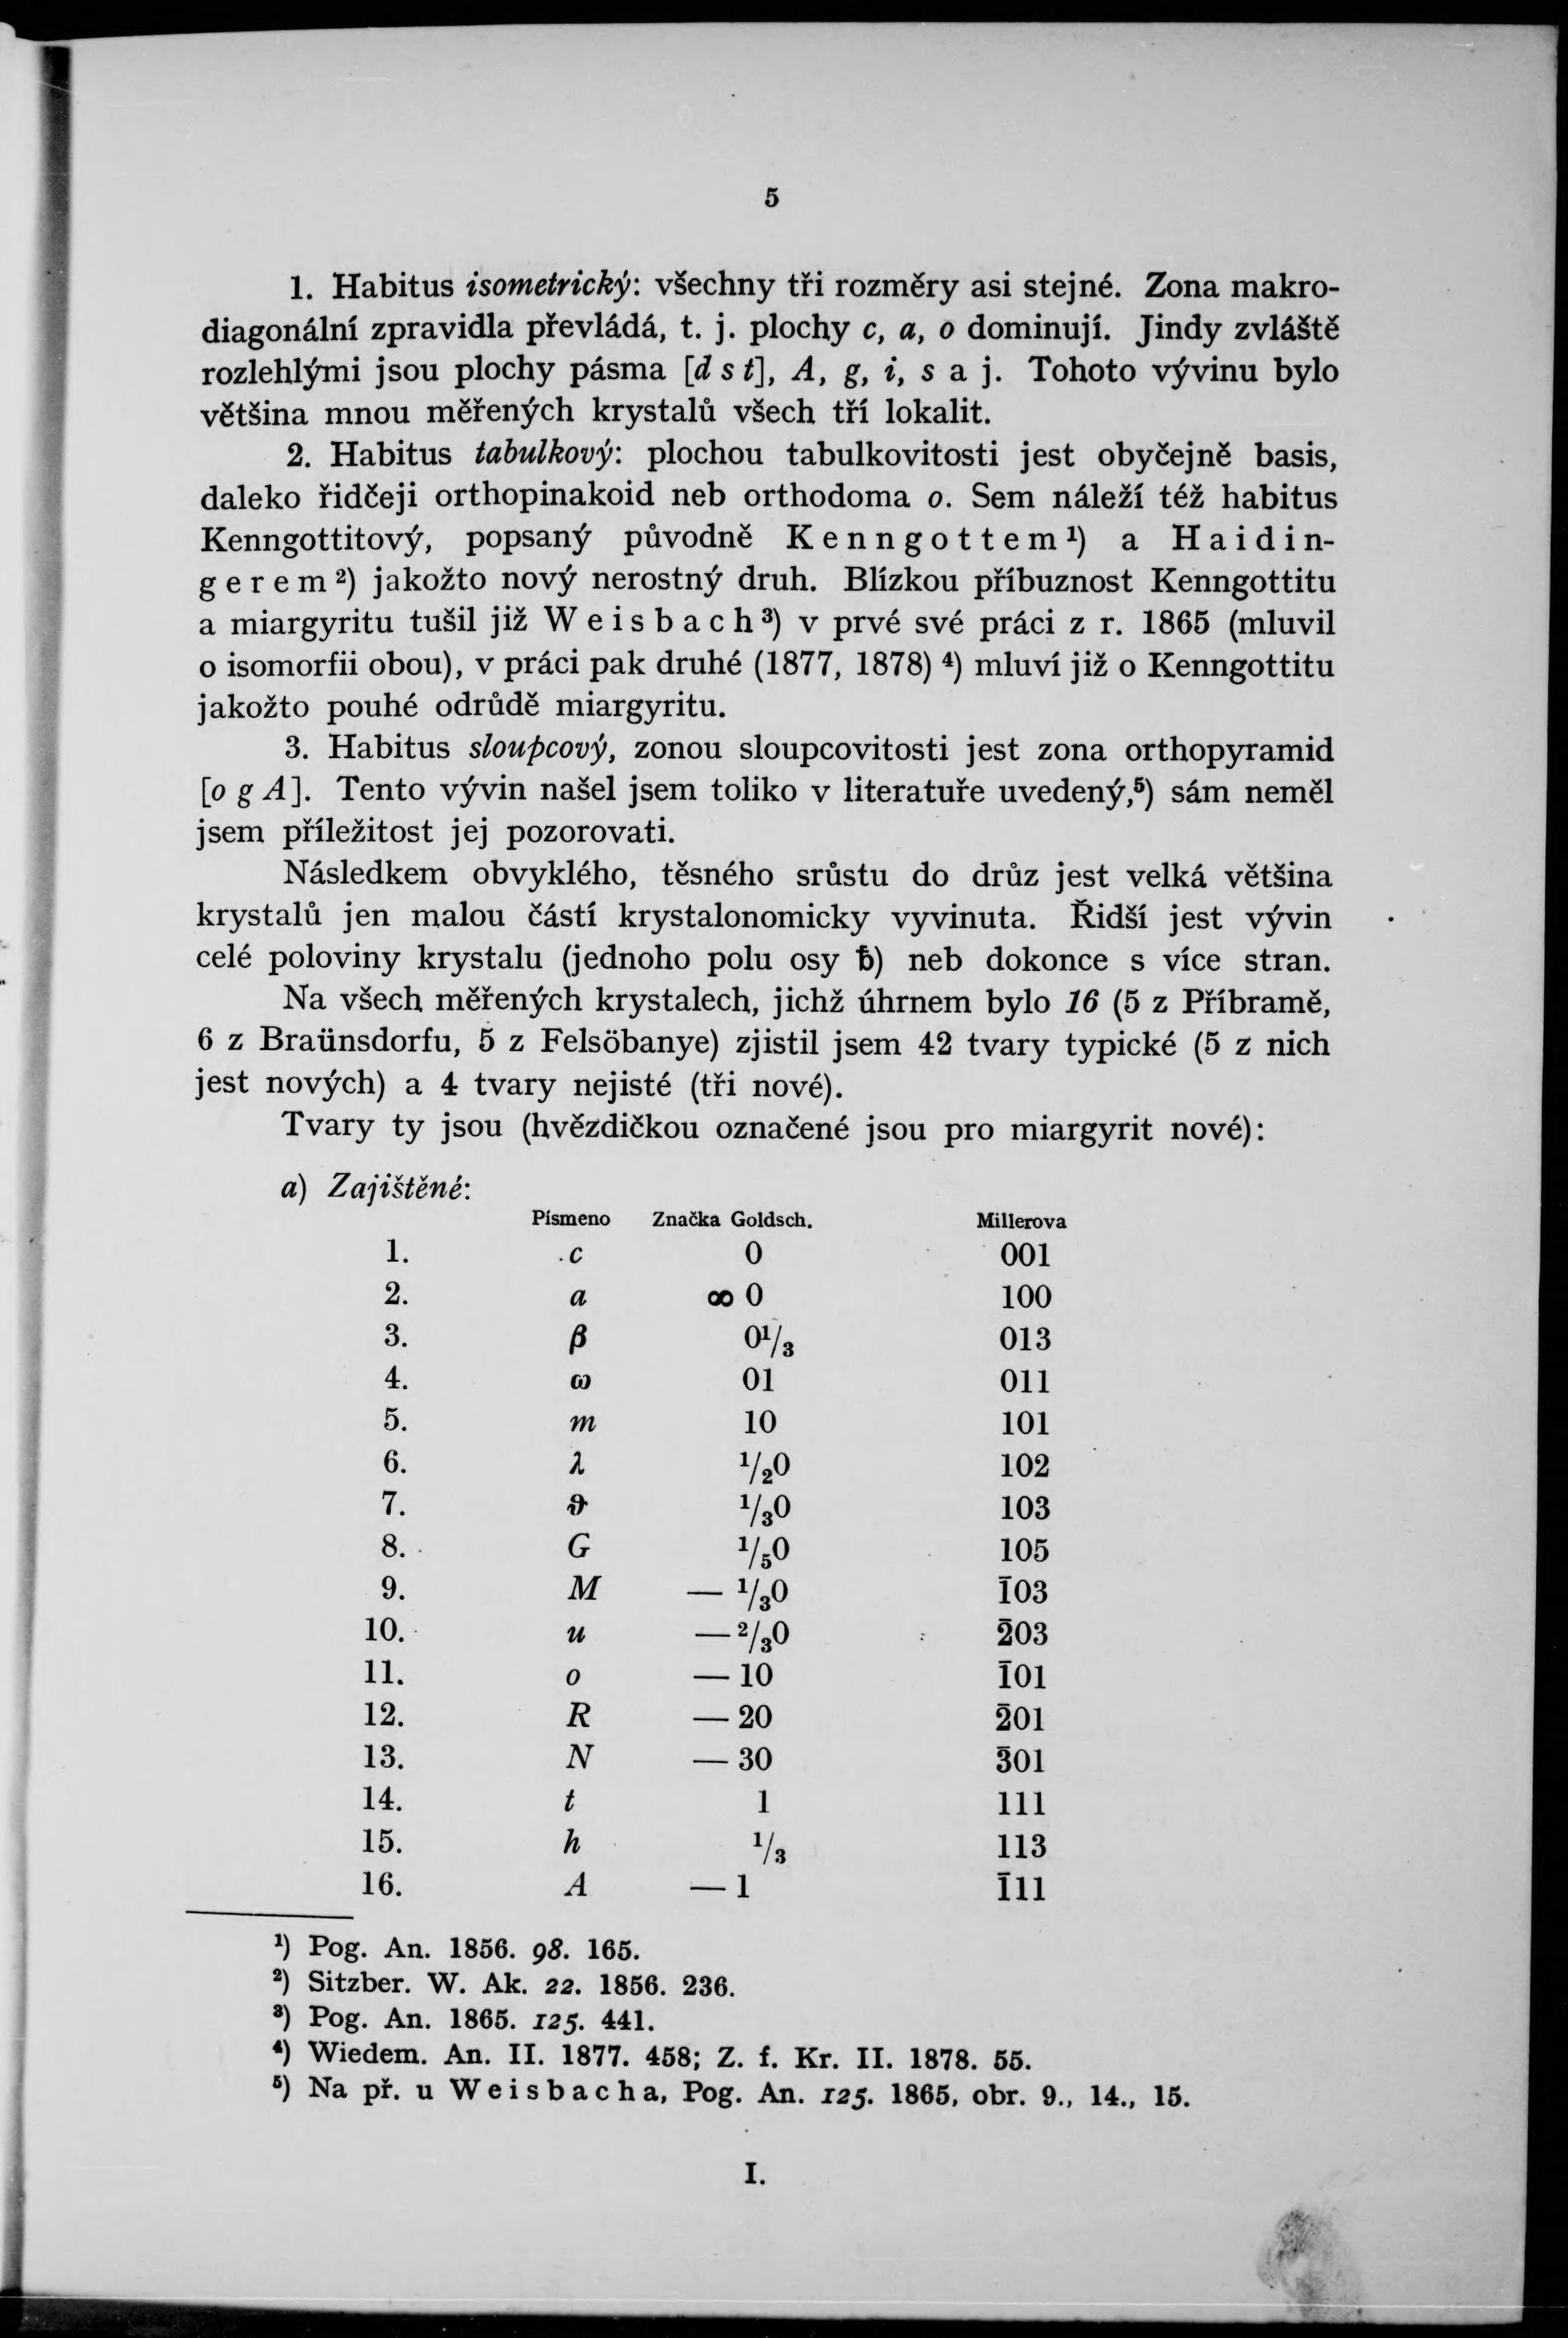 5
1. Habitus isometrický: všechny tři rozměry asi stejné. Zona makro-
diagonální zpravidla převládá, t. j. plochy c, a, o dominují. Jindy zvláště
rozlehlými jsou plochy pásma [d s t], A, g, i, s a j. Tohoto vývinu bylo
většina mnou měřených krystalů všech tří lokalit.
2. Habitus tabulkový: plochou tabulkovitosti jest obyčejně basis,
daleko řidčeji orthopinakoid neb orthodoma o. Sem náleží též habitus
Kenngottitový, popsaný původně Kenngottem¹) a Haidin-
gerem²) jakožto nový nerostný druh. Blízkou příbuznost Kenngottitu
a miargyritu tušil již Weisbach³) v prvé své práci z r. 1865 (mluvil
o isomorfii obou), v práci pak druhé (1877, 1878)⁴) mluví již o Kenngottitu
jakožto pouhé odrůdě miargyritu.
3. Habitus sloupcový, zonou sloupcovitosti jest zona orthopyramid
[o g A]. Tento vývin našel jsem toliko v literatuře uvedený,⁵) sám neměl
jsem příležitost jej pozorovati.
Následkem obvyklého, těsného srůstu do drůz jest velká většina
krystalů jen malou částí krystalonomicky vyvinuta. Řidší jest vývin
celé poloviny krystalu (jednoho polu osy b̄) neb dokonce s více stran.
Na všech měřených krystalech, jichž úhrnem bylo 16 (5 z Příbramě,
6 z Braünsdorfu, 5 z Felsöbanye) zjistil jsem 42 tvary typické (5 z nich
jest nových) a 4 tvary nejisté (tři nové).
Tvary ty jsou (hvězdičkou označené jsou pro miargyrit nové):
a) Zajištěné:
Písmeno Značka Goldsch. Millerova
1. c 0 001
2. a ∞ 0 100
3. β 0¹/₃ 013
4. ω 01 011
5. m 10 101
6. λ ¹/₂0 102
7. ϑ ¹/₃0 103
8. G ¹/₅0 105
9. M — ¹/₃0 1̄03
10. u — ²/₃0 2̄03
11. o — 10 1̄01
12. R — 20 2̄01
13. N — 30 3̄01
14. t 1 111
15. h ¹/₃ 113
16. A — 1 1̄11
¹) Pog. An. 1856. 98. 165.
²) Sitzber. W. Ak. 22. 1856. 236.
³) Pog. An. 1865. 125. 441.
⁴) Wiedem. An. II. 1877. 458; Z. f. Kr. II. 1878. 55.
⁵) Na př. u Weisbacha, Pog. An. 125. 1865, obr. 9., 14., 15.
I.